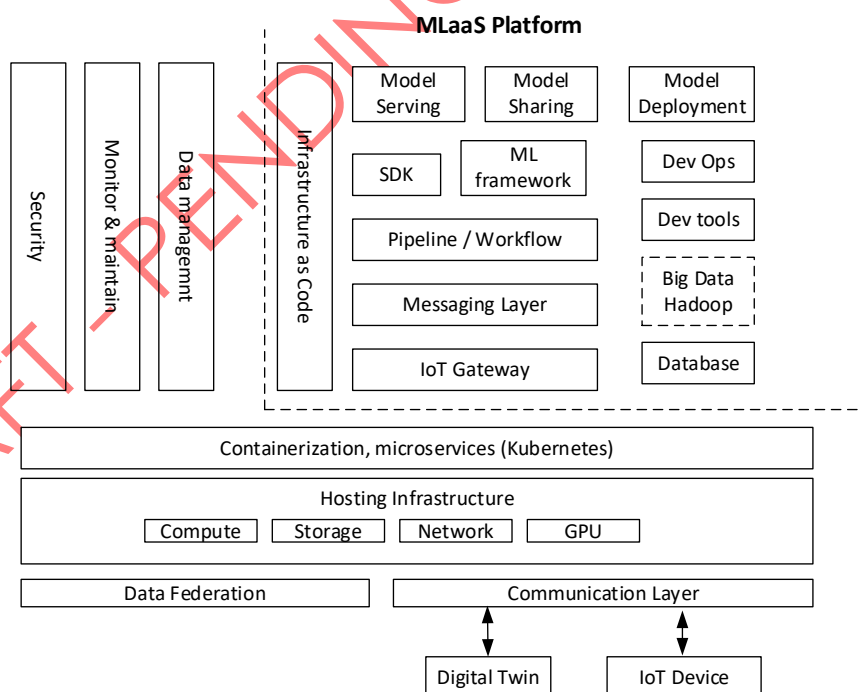 MLaaS Platform
Security
Monitor & maintain
Data managemnt
Infrastructure as Code
Model
Serving
Model
Sharing
Model
Deployment
SDK
ML
framework
Dev Ops
Pipeline / Workflow
Dev tools
Messaging Layer
Big Data
Hadoop
IoT Gateway
Database
Containerization, microservices (Kubernetes)
Hosting Infrastructure
Compute
Storage
Network
GPU
Data Federation
Communication Layer
Digital Twin
IoT Device